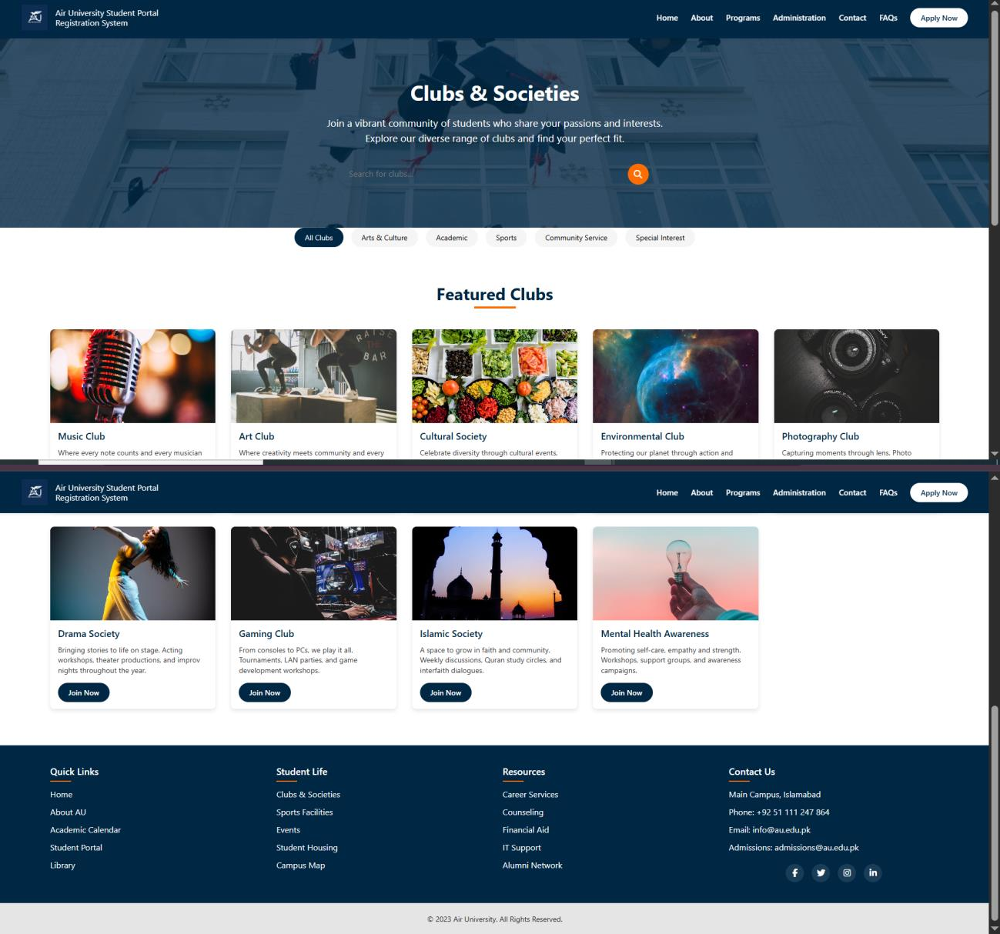 Air University Student Portal
Registration System
Home About Programs Administration Contact FAQs Apply Now
Clubs & Societies
Join a vibrant community of students who share your passions and interests.
Explore our diverse range of clubs and find your perfect fit.
Search for clubs...
All Clubs Arts & Culture Academic Sports Community Service Special Interest
Featured Clubs
RAISE
THE
BAR
SONY
Music Club
Where every note counts and every musician
Art Club
Where creativity meets community and every
Cultural Society
Celebrate diversity through cultural events,
Environmental Club
Protecting our planet through action and
Photography Club
Capturing moments through lens. Photo
Air University Student Portal
Registration System
Home About Programs Administration Contact FAQs Apply Now
Drama Society
Bringing stories to life on stage. Acting
workshops, theater productions, and improv
nights throughout the year.
Join Now
Gaming Club
From consoles to PCs, we play it all.
Tournaments, LAN parties, and game
development workshops.
Join Now
Islamic Society
A space to grow in faith and community.
Weekly discussions, Quran study circles, and
interfaith dialogues.
Join Now
Mental Health Awareness
Promoting self-care, empathy and strength.
Workshops, support groups, and awareness
campaigns.
Join Now
Quick Links
Home
About AU
Academic Calendar
Student Portal
Library
Student Life
Clubs & Societies
Sports Facilities
Events
Student Housing
Campus Map
Resources
Career Services
Counseling
Financial Aid
IT Support
Alumni Network
Contact Us
Main Campus, Islamabad
Phone: +92 51 111 247 864
Email: info@au.edu.pk
Admissions: admissions@au.edu.pk
© 2023 Air University. All Rights Reserved.